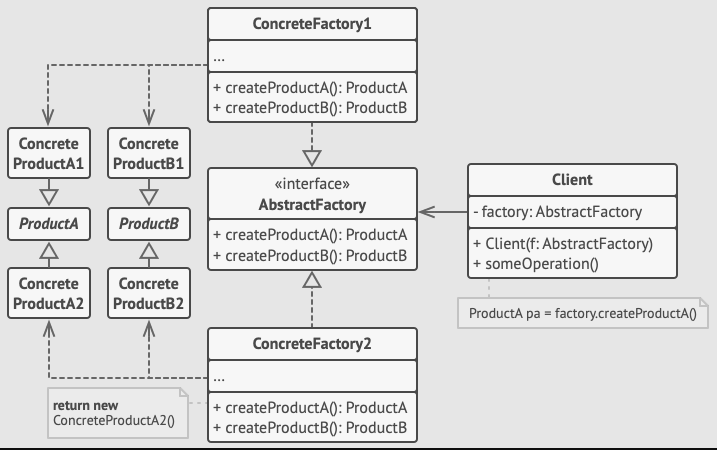 ConcreteFactory1
...
+ createProductA(): ProductA
+ createProductB(): ProductB
Concrete
ProductA1
Concrete
ProductB1
ProductA
ProductB
Concrete
ProductA2
Concrete
ProductB2
«interface»
AbstractFactory
+ createProductA(): ProductA
+ createProductB(): ProductB
Client
- factory: AbstractFactory
+ Client(f: AbstractFactory)
+ someOperation()
ProductA pa = factory.createProductA()
ConcreteFactory2
...
+ createProductA(): ProductA
+ createProductB(): ProductB
return new
ConcreteProductA2()